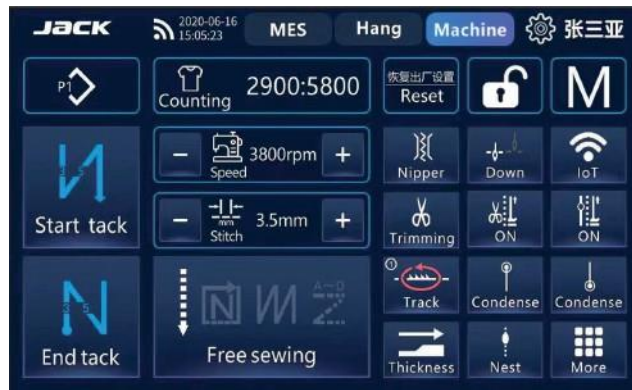 JACK
2020-06-16
15:05:23
MES
Hang
Machine
张三亚
P1
Counting
2900:5800
恢复出厂设置
Reset
M
Start tack
Speed
3800rpm
Nipper
Down
IoT
mm
Stitch
3.5mm
Trimming
ON
ON
End tack
A~D
Free sewing
1
Track
Condense
Condense
Thickness
Nest
More